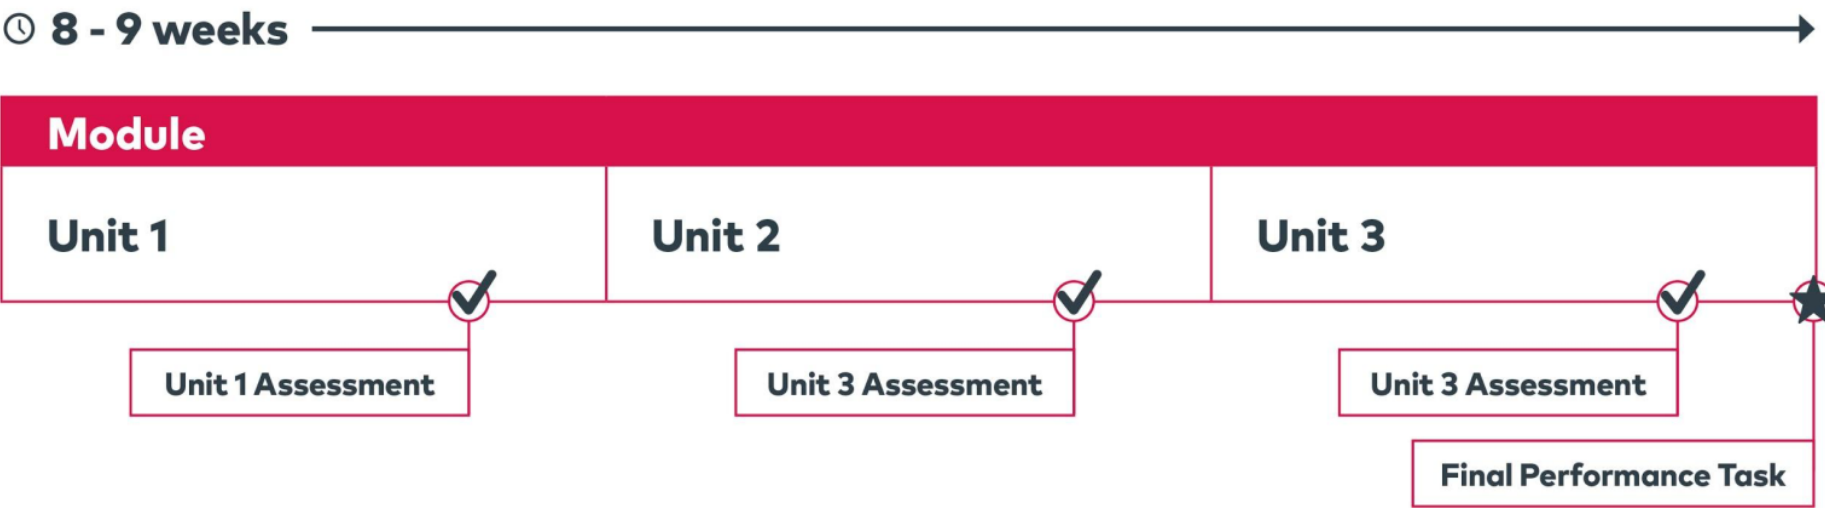 8 - 9 weeks
Module
Unit 1
Unit 2
Unit 3
Unit 1 Assessment
Unit 3 Assessment
Unit 3 Assessment
Final Performance Task